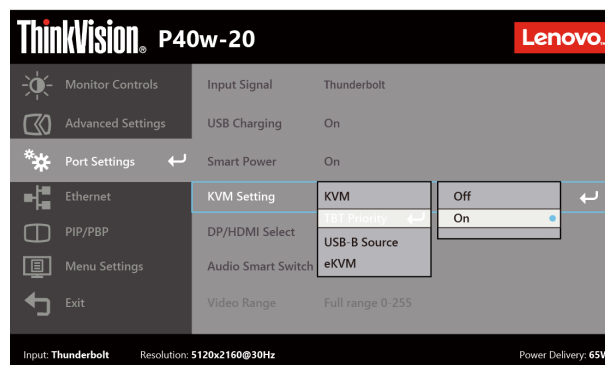 ThinkVision® P40w-20
Lenovo.
Monitor Controls
Input Signal Thunderbolt
Advanced Settings
USB Charging On
Port Settings
Smart Power On
Ethernet
KVM Setting
KVM
Off
TBT Priority
On
PIP/PBP
DP/HDMI Select
USB-B Source
Menu Settings
Audio Smart Switch
eKVM
Exit
Video Range Full range 0-255
Input: Thunderbolt Resolution: 5120x2160@30Hz Power Delivery: 65W